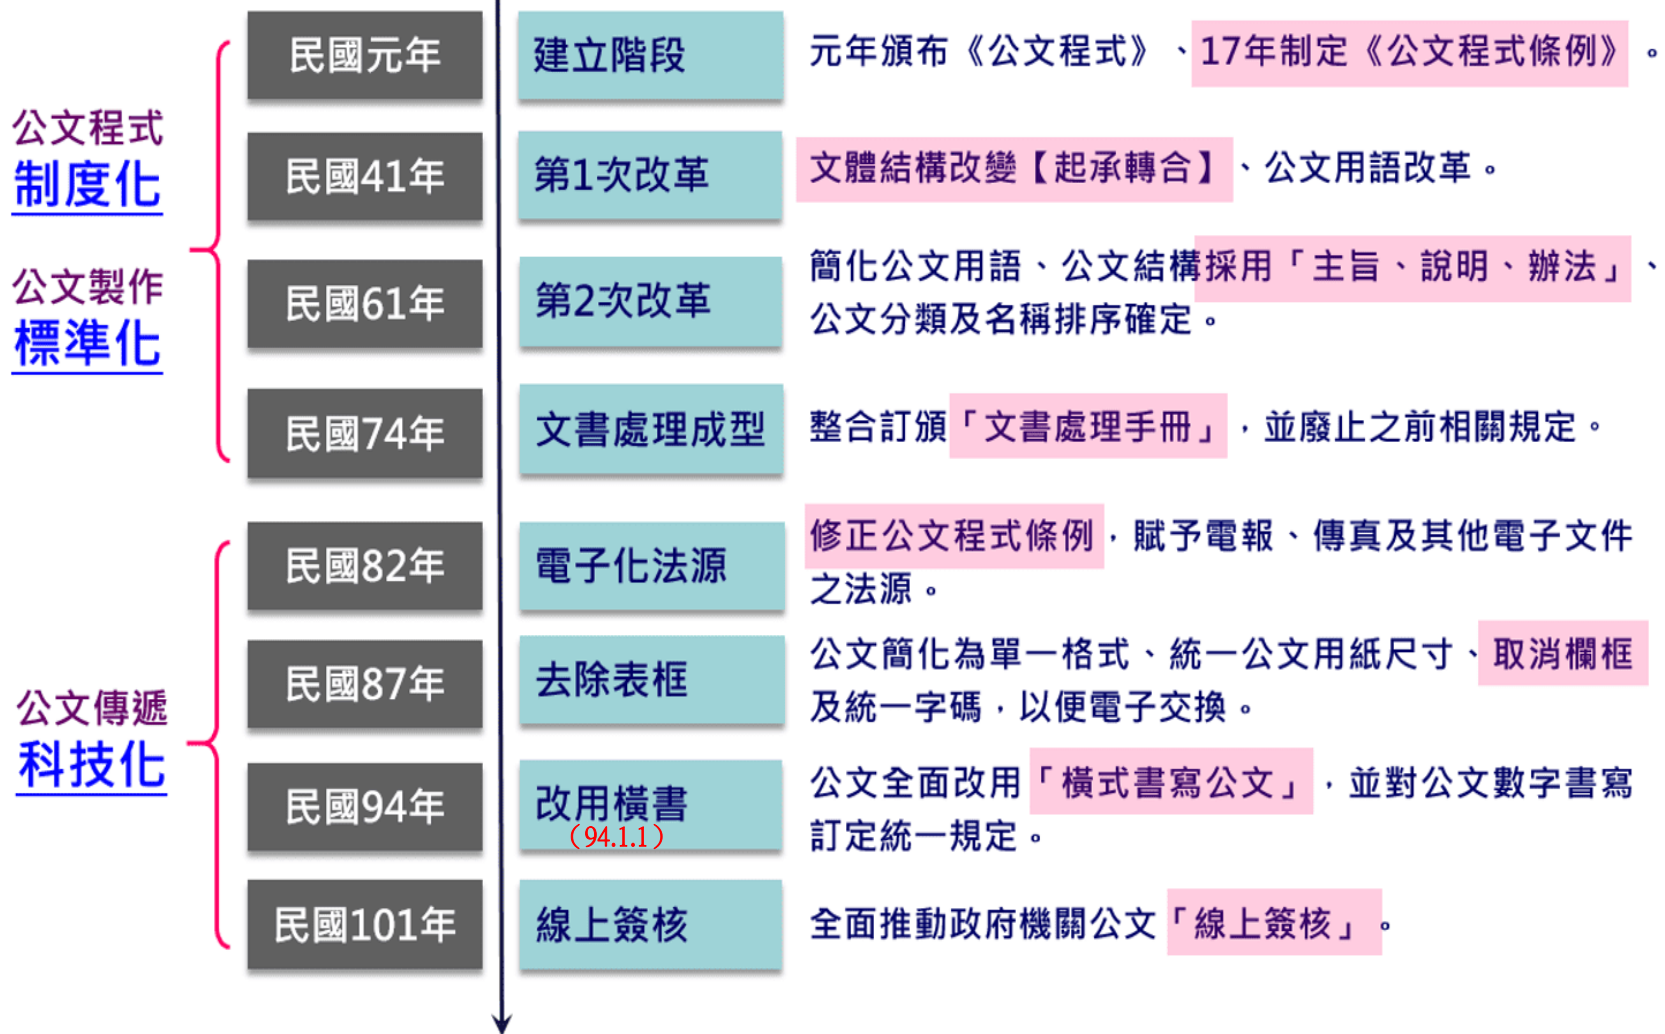 公文程式
制度化
公文製作
標準化
民國元年
建立階段
元年頒布《公文程式》、17年制定《公文程式條例》。
民國41年
第1次改革
文體結構改變【起承轉合】、公文用語改革。
民國61年
第2次改革
簡化公文用語、公文結構採用「主旨、說明、辦法」、
公文分類及名稱排序確定。
民國74年
文書處理成型
整合訂頒「文書處理手冊」，並廢止之前相關規定。
公文傳遞
科技化
民國82年
電子化法源
修正公文程式條例，賦予電報、傳真及其他電子文件
之法源。
民國87年
去除表框
公文簡化為單一格式、統一公文用紙尺寸、取消欄框
及統一字碼，以便電子交換。
民國94年
改用橫書
（94.1.1）
公文全面改用「橫式書寫公文」，並對公文數字書寫
訂定統一規定。
民國101年
線上簽核
全面推動政府機關公文「線上簽核」。